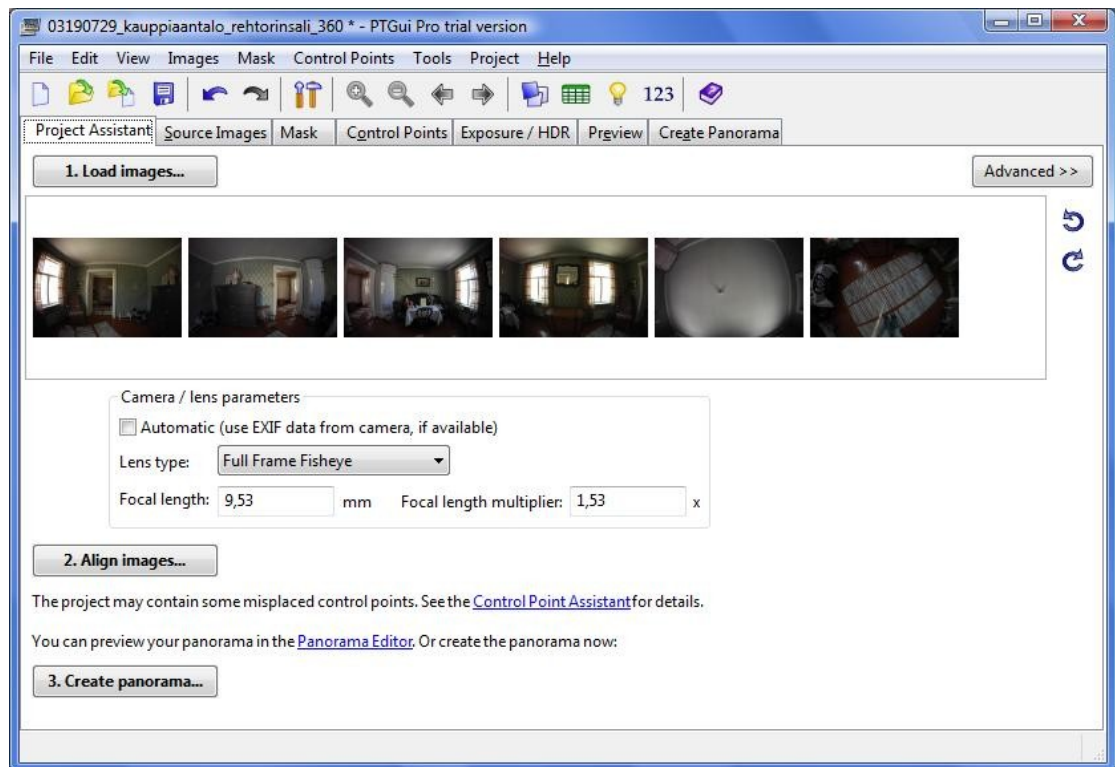 03190729_kauppiaantalo_rehtorinsali_360 * - PTGui Pro trial version
File Edit View Images Mask Control Points Tools Project Help
123
Project Assistant Source Images Mask Control Points Exposure / HDR Preview Create Panorama
1. Load images... Advanced >>
Camera / lens parameters
Automatic (use EXIF data from camera, if available)
Lens type: Full Frame Fisheye
Focal length: 9,53 mm Focal length multiplier: 1,53 x
2. Align images...
The project may contain some misplaced control points. See the Control Point Assistant for details.
You can preview your panorama in the Panorama Editor. Or create the panorama now:
3. Create panorama...